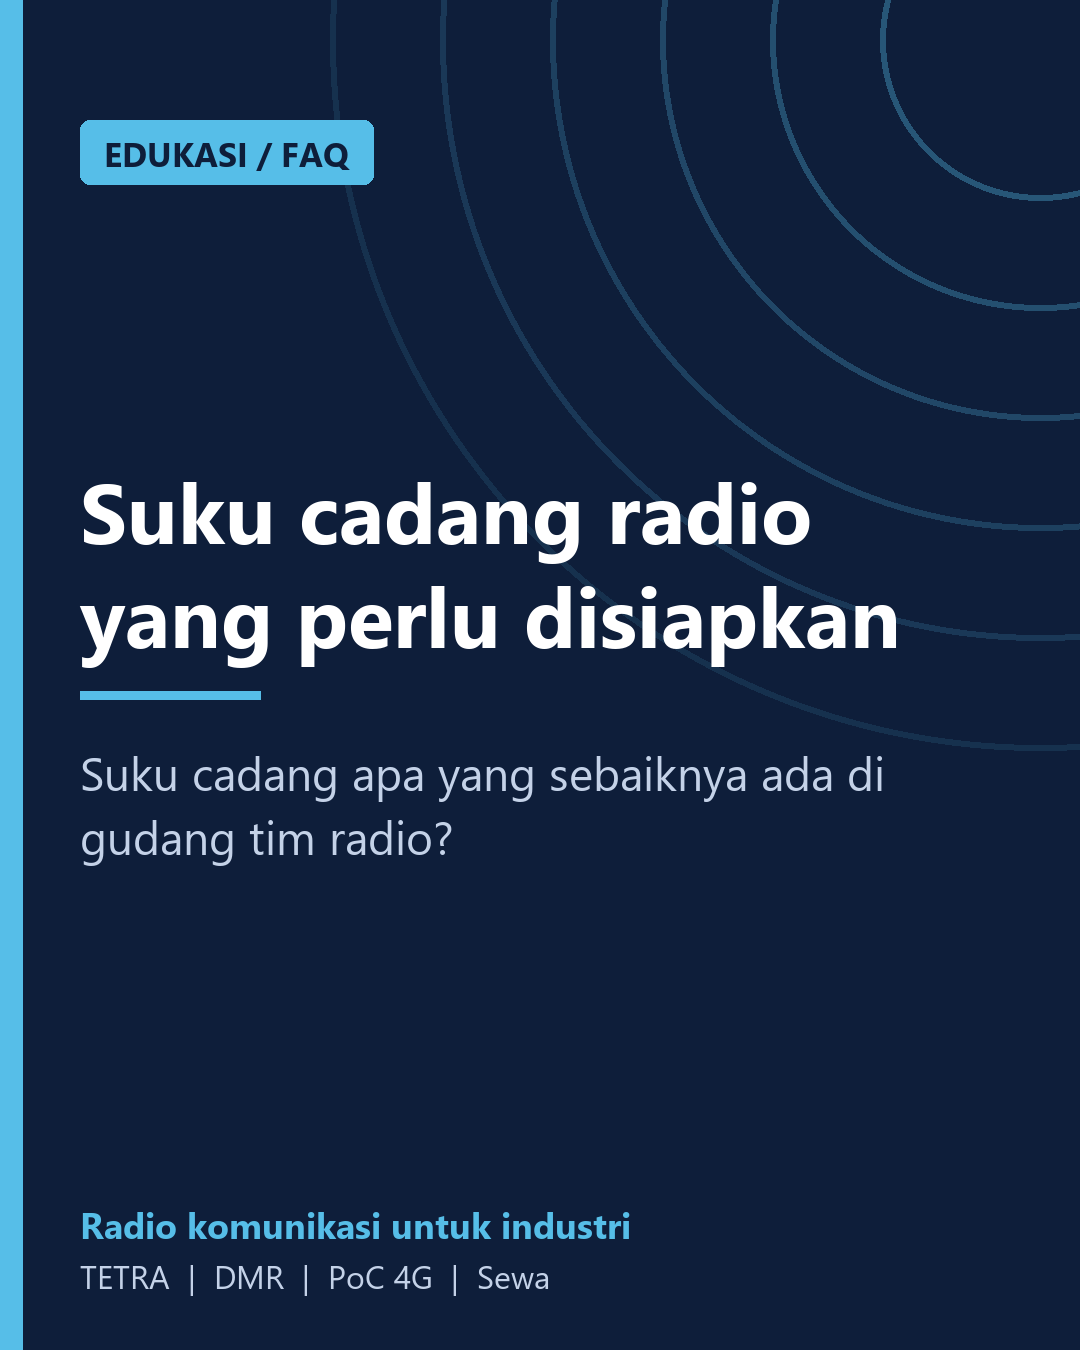 EDUKASI / FAQ
Suku cadang radio
yang perlu disiapkan
Suku cadang apa yang sebaiknya ada di
gudang tim radio?
Radio komunikasi untuk industri
TETRA | DMR | PoC 4G | Sewa